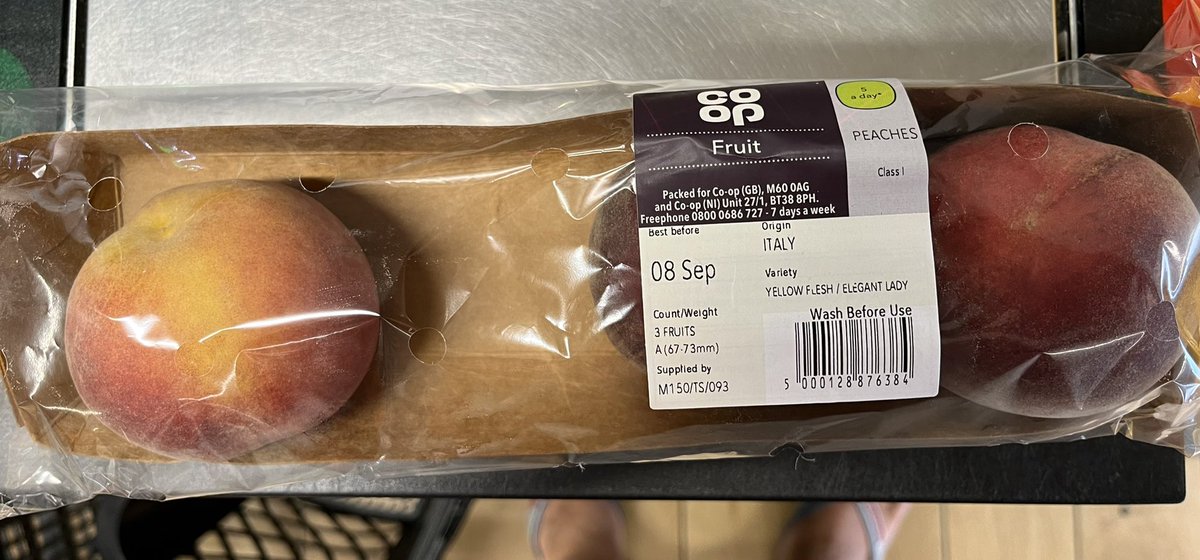 CO
OP
Fruit
Packed for Co-op (GB), M60 0AG
and Co-op (NI) Unit 27/1, BT38 8PH.
Freephone 0800 0686 727 - 7 days a week
5
a day*
PEACHES
Class I
Best before
08 Sep
Origin
ITALY
Variety
YELLOW FLESH / ELEGANT LADY
Count/Weight
3 FRUITS
A (67-73mm)
Supplied by
M150/TS/093
Wash Before Use
5 000128 876384